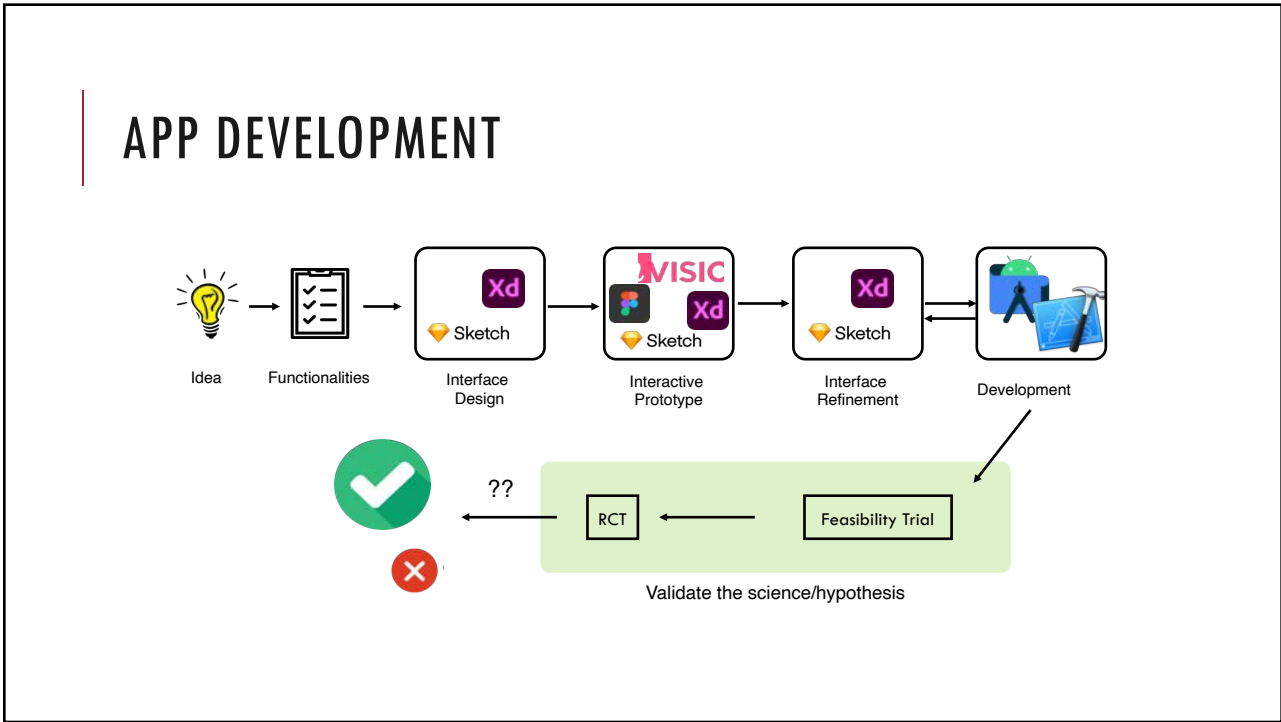 APP DEVELOPMENT
Xd
Sketch
VISIC
Xd
Sketch
Xd
Sketch
Idea
Functionalities
Interface
Design
Interactive
Prototype
Interface
Refinement
Development
??
RCT
Feasibility Trial
Validate the science/hypothesis